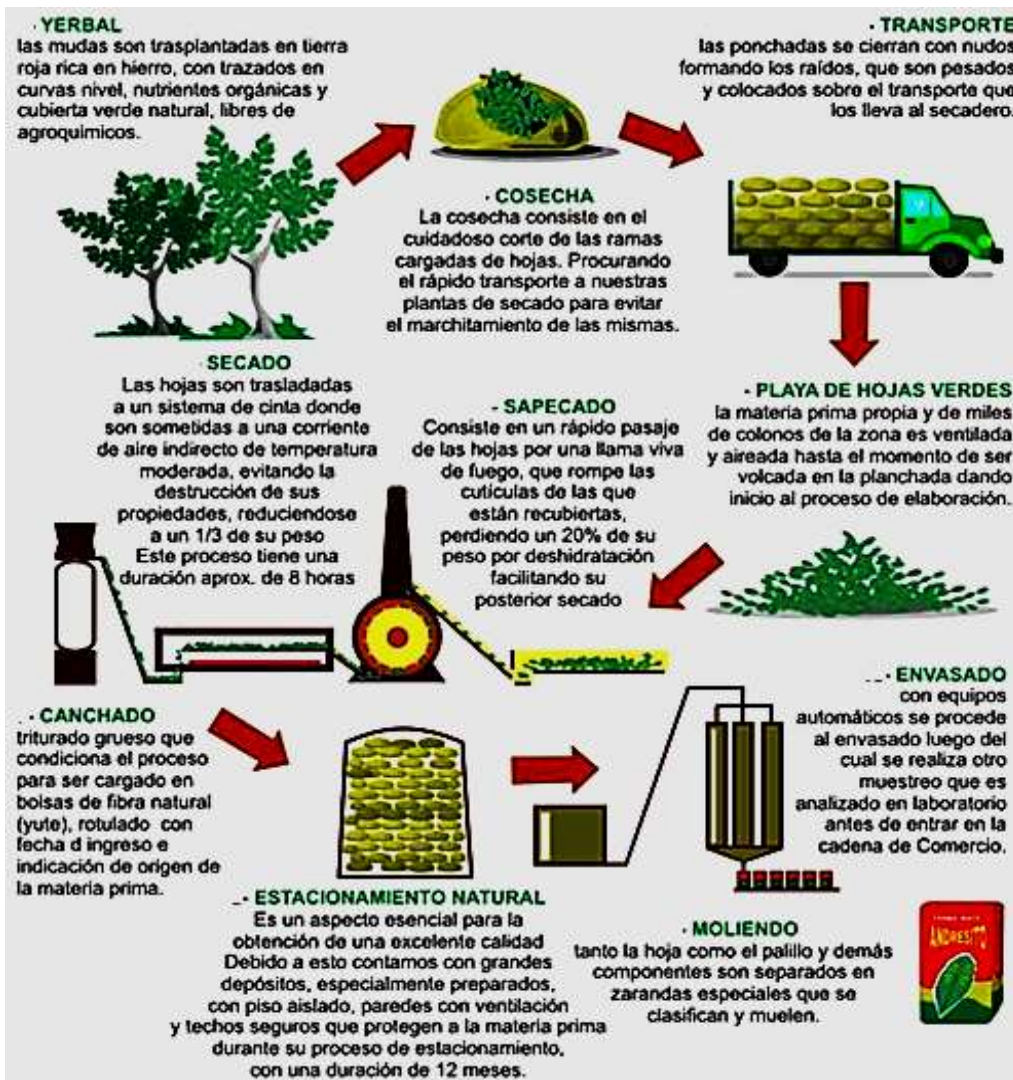 · YERBAL
las mudas son trasplantadas en tierra
roja rica en hierro, con trazados en
curvas nivel, nutrientes orgánicas y
cubierta verde natural, libres de
agroquímicos.
· COSECHA
La cosecha consiste en el
cuidadoso corte de las ramas
cargadas de hojas. Procurando
el rápido transporte a nuestras
plantas de secado para evitar
el marchitamiento de las mismas.
· TRANSPORTE
las ponchadas se cierran con nudos
formando los raídos, que son pesados
y colocados sobre el transporte que
los lleva al secadero.
· PLAYA DE HOJAS VERDES
la materia prima propia y de miles
de colonos de la zona es ventilada
y aireada hasta el momento de ser
volcada en la planchada dando
inicio al proceso de elaboración.
· SAPECADO
Consiste en un rápido pasaje
de las hojas por una llama viva
de fuego, que rompe las
cutículas de las que
están recubiertas,
perdiendo un 20% de su
peso por deshidratación
facilitando su
posterior secado
· SECADO
Las hojas son trasladadas
a un sistema de cinta donde
son sometidas a una corriente
de aire indirecto de temperatura
moderada, evitando la
destrucción de sus
propiedades, reduciendose
a un 1/3 de su peso
Este proceso tiene una
duración aprox. de 8 horas
· CANCHADO
triturado grueso que
condiciona el proceso
para ser cargado en
bolsas de fibra natural
(yute), rotulado con
fecha d ingreso e
indicación de origen de
la materia prima.
· ESTACIONAMIENTO NATURAL
Es un aspecto esencial para la
obtención de una excelente calidad
Debido a esto contamos con grandes
depósitos, especialmente preparados,
con piso aislado, paredes con ventilación
y techos seguros que protegen a la materia prima
durante su proceso de estacionamiento,
con una duración de 12 meses.
· MOLIENDO
tanto la hoja como el palillo y demás
componentes son separados en
zarandas especiales que se
clasifican y muelen.
· ENVASADO
con equipos
automáticos se procede
al envasado luego del
cual se realiza otro
muestreo que es
analizado en laboratorio
antes de entrar en la
cadena de Comercio.
YERBA MATE
ANDRESITO